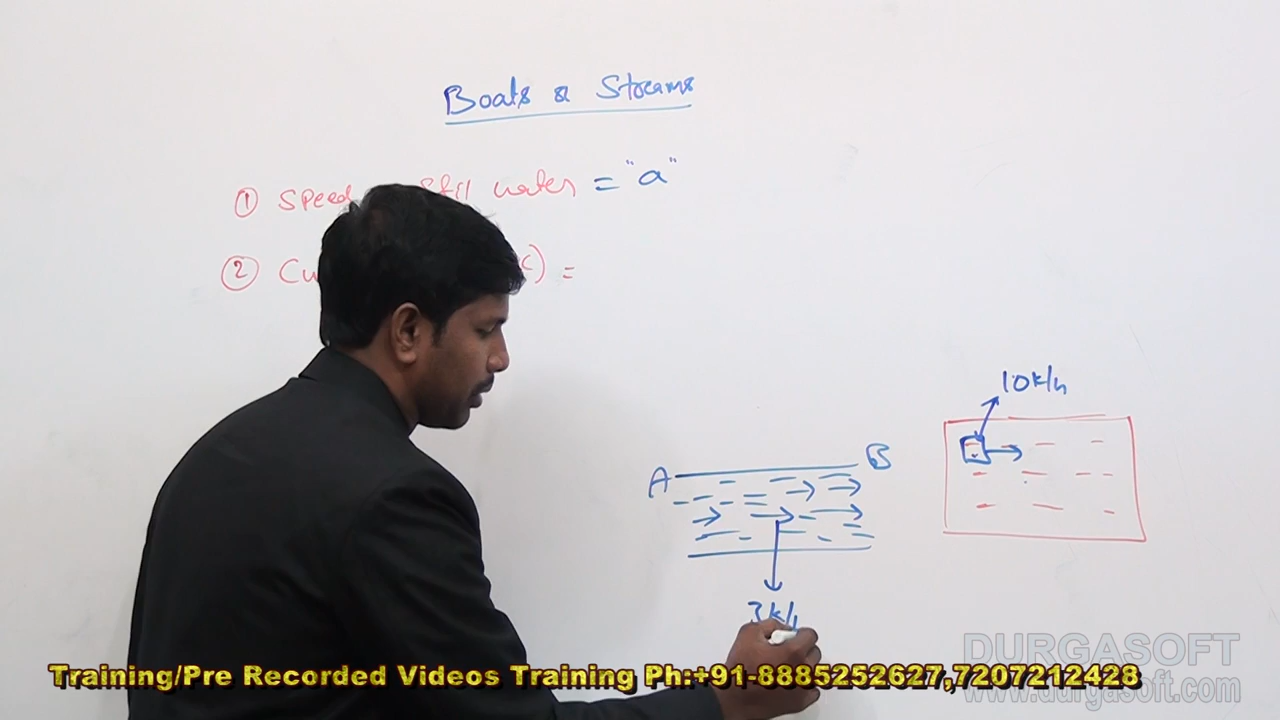 Boats & Streams
① Speed Still water = "a"
② Cu =
10k/h
A B
3k/h
DURGASOFT
www.durgasoft.com
Training/Pre Recorded Videos Training Ph:+91-8885252627,7207212428